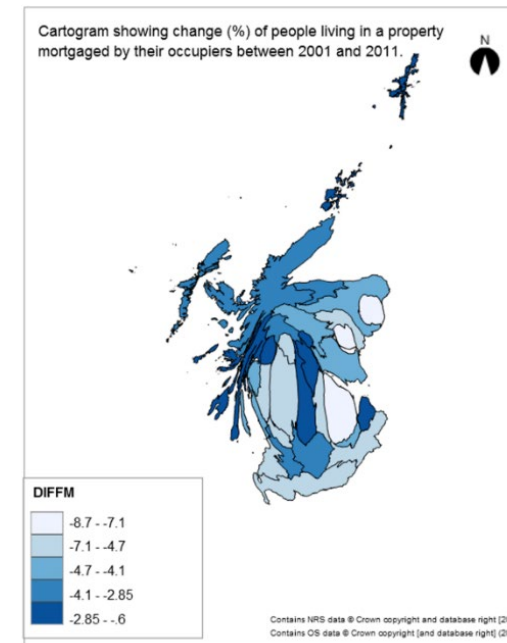 Cartogram showing change (%) of people living in a property
mortgaged by their occupiers between 2001 and 2011.
N
DIFFM
-8.7 - -7.1
-7.1 - -4.7
-4.7 - -4.1
-4.1 - -2.85
-2.85 - -.6
Contains NRS data © Crown copyright and database right [20
Contains OS data © Crown copyright [and database right] (20